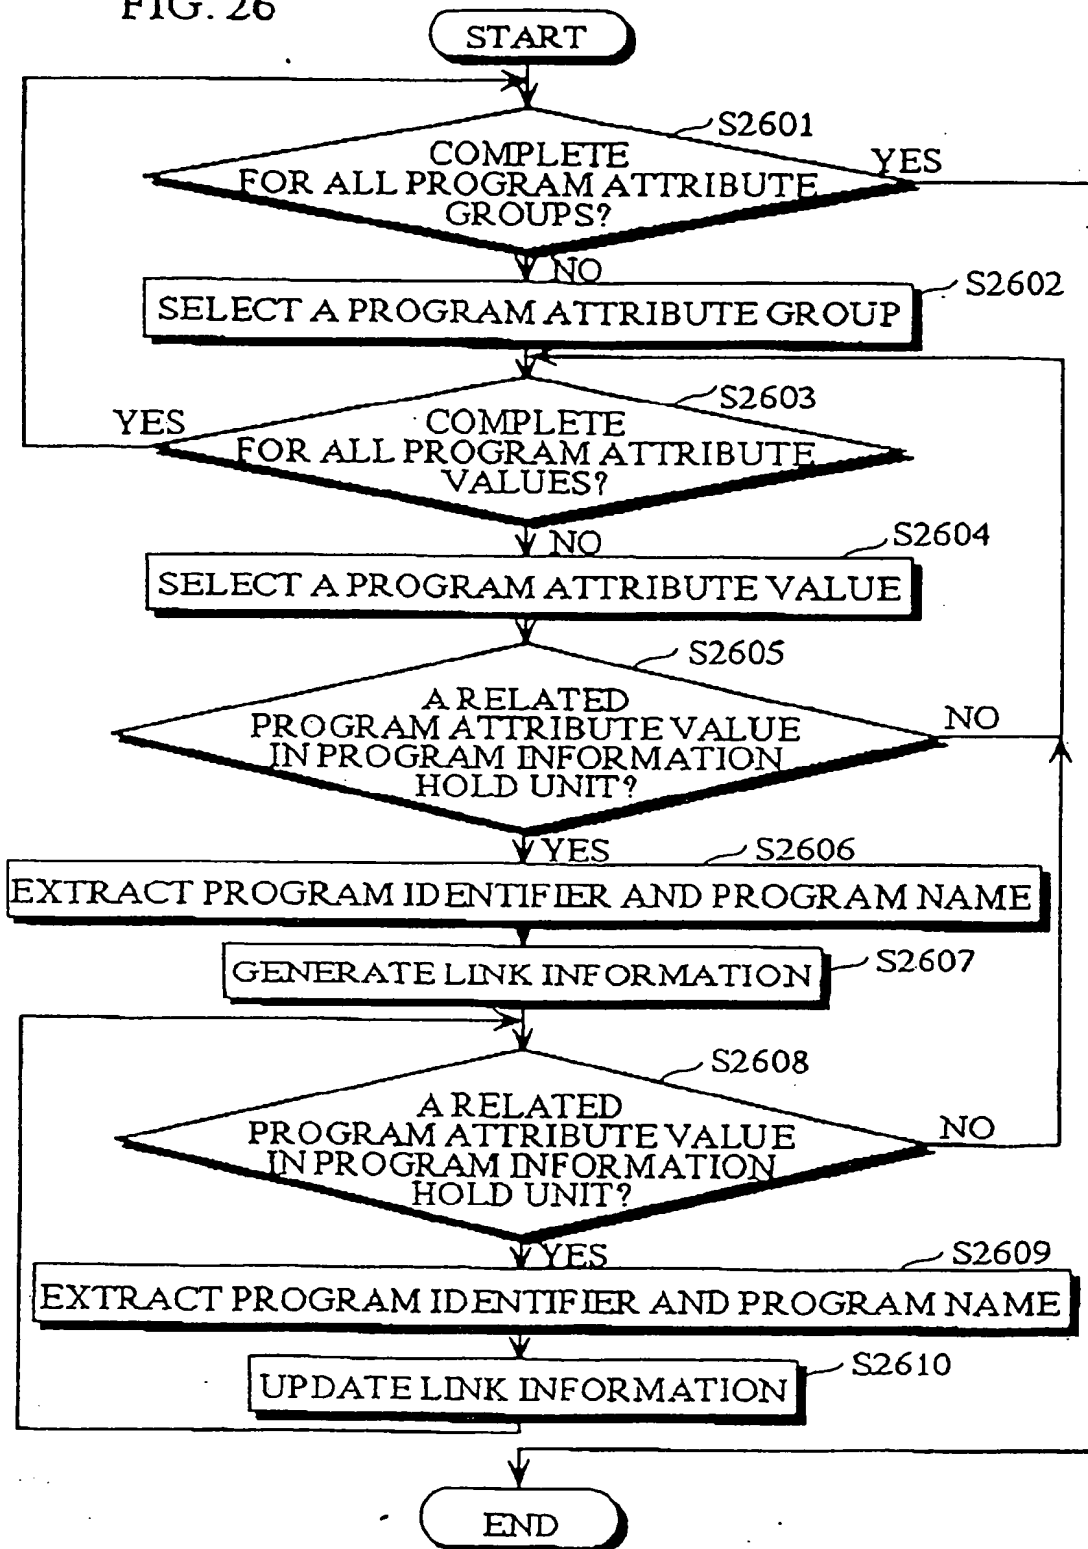 FIG. 26
START
S2601
COMPLETE
FOR ALL PROGRAM ATTRIBUTE
GROUPS?
YES
NO
S2602
SELECT A PROGRAM ATTRIBUTE GROUP
S2603
YES
COMPLETE
FOR ALL PROGRAM ATTRIBUTE
VALUES?
NO
S2604
SELECT A PROGRAM ATTRIBUTE VALUE
S2605
A RELATED
PROGRAM ATTRIBUTE VALUE
IN PROGRAM INFORMATION
HOLD UNIT?
NO
YES
S2606
EXTRACT PROGRAM IDENTIFIER AND PROGRAM NAME
GENERATE LINK INFORMATION
S2607
S2608
A RELATED
PROGRAM ATTRIBUTE VALUE
IN PROGRAM INFORMATION
HOLD UNIT?
NO
YES
S2609
EXTRACT PROGRAM IDENTIFIER AND PROGRAM NAME
S2610
UPDATE LINK INFORMATION
END